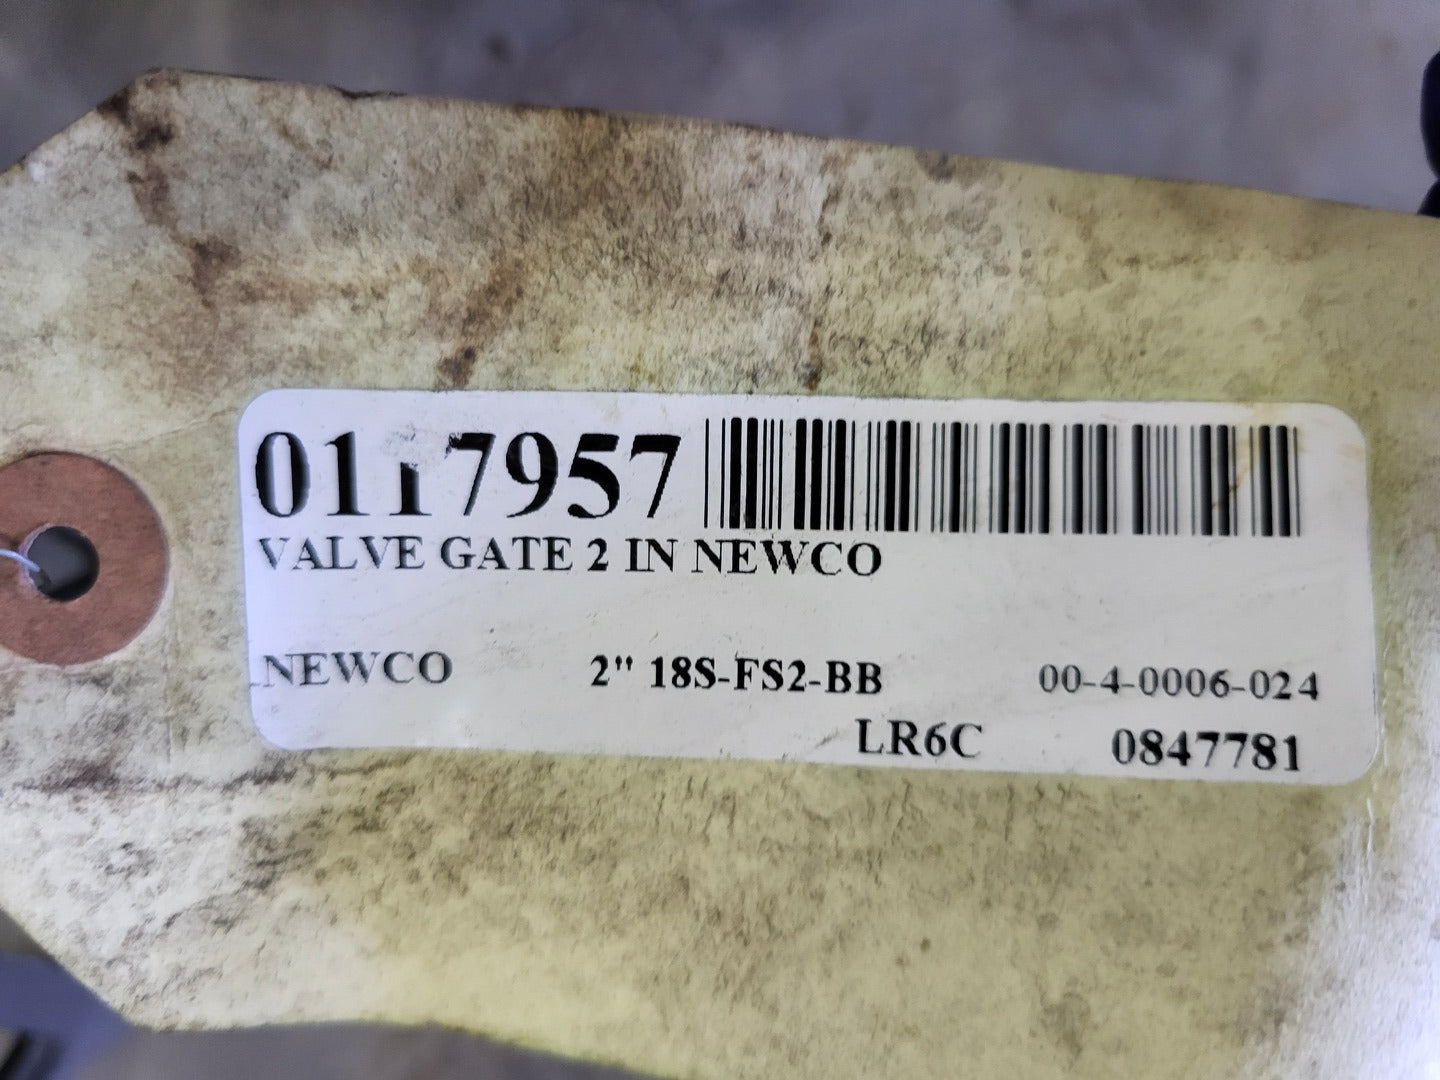 0117957
VALVE GATE 2 IN NEWCO
NEWCO 2" 18S-FS2-BB 00-4-0006-024
LR6C 0847781